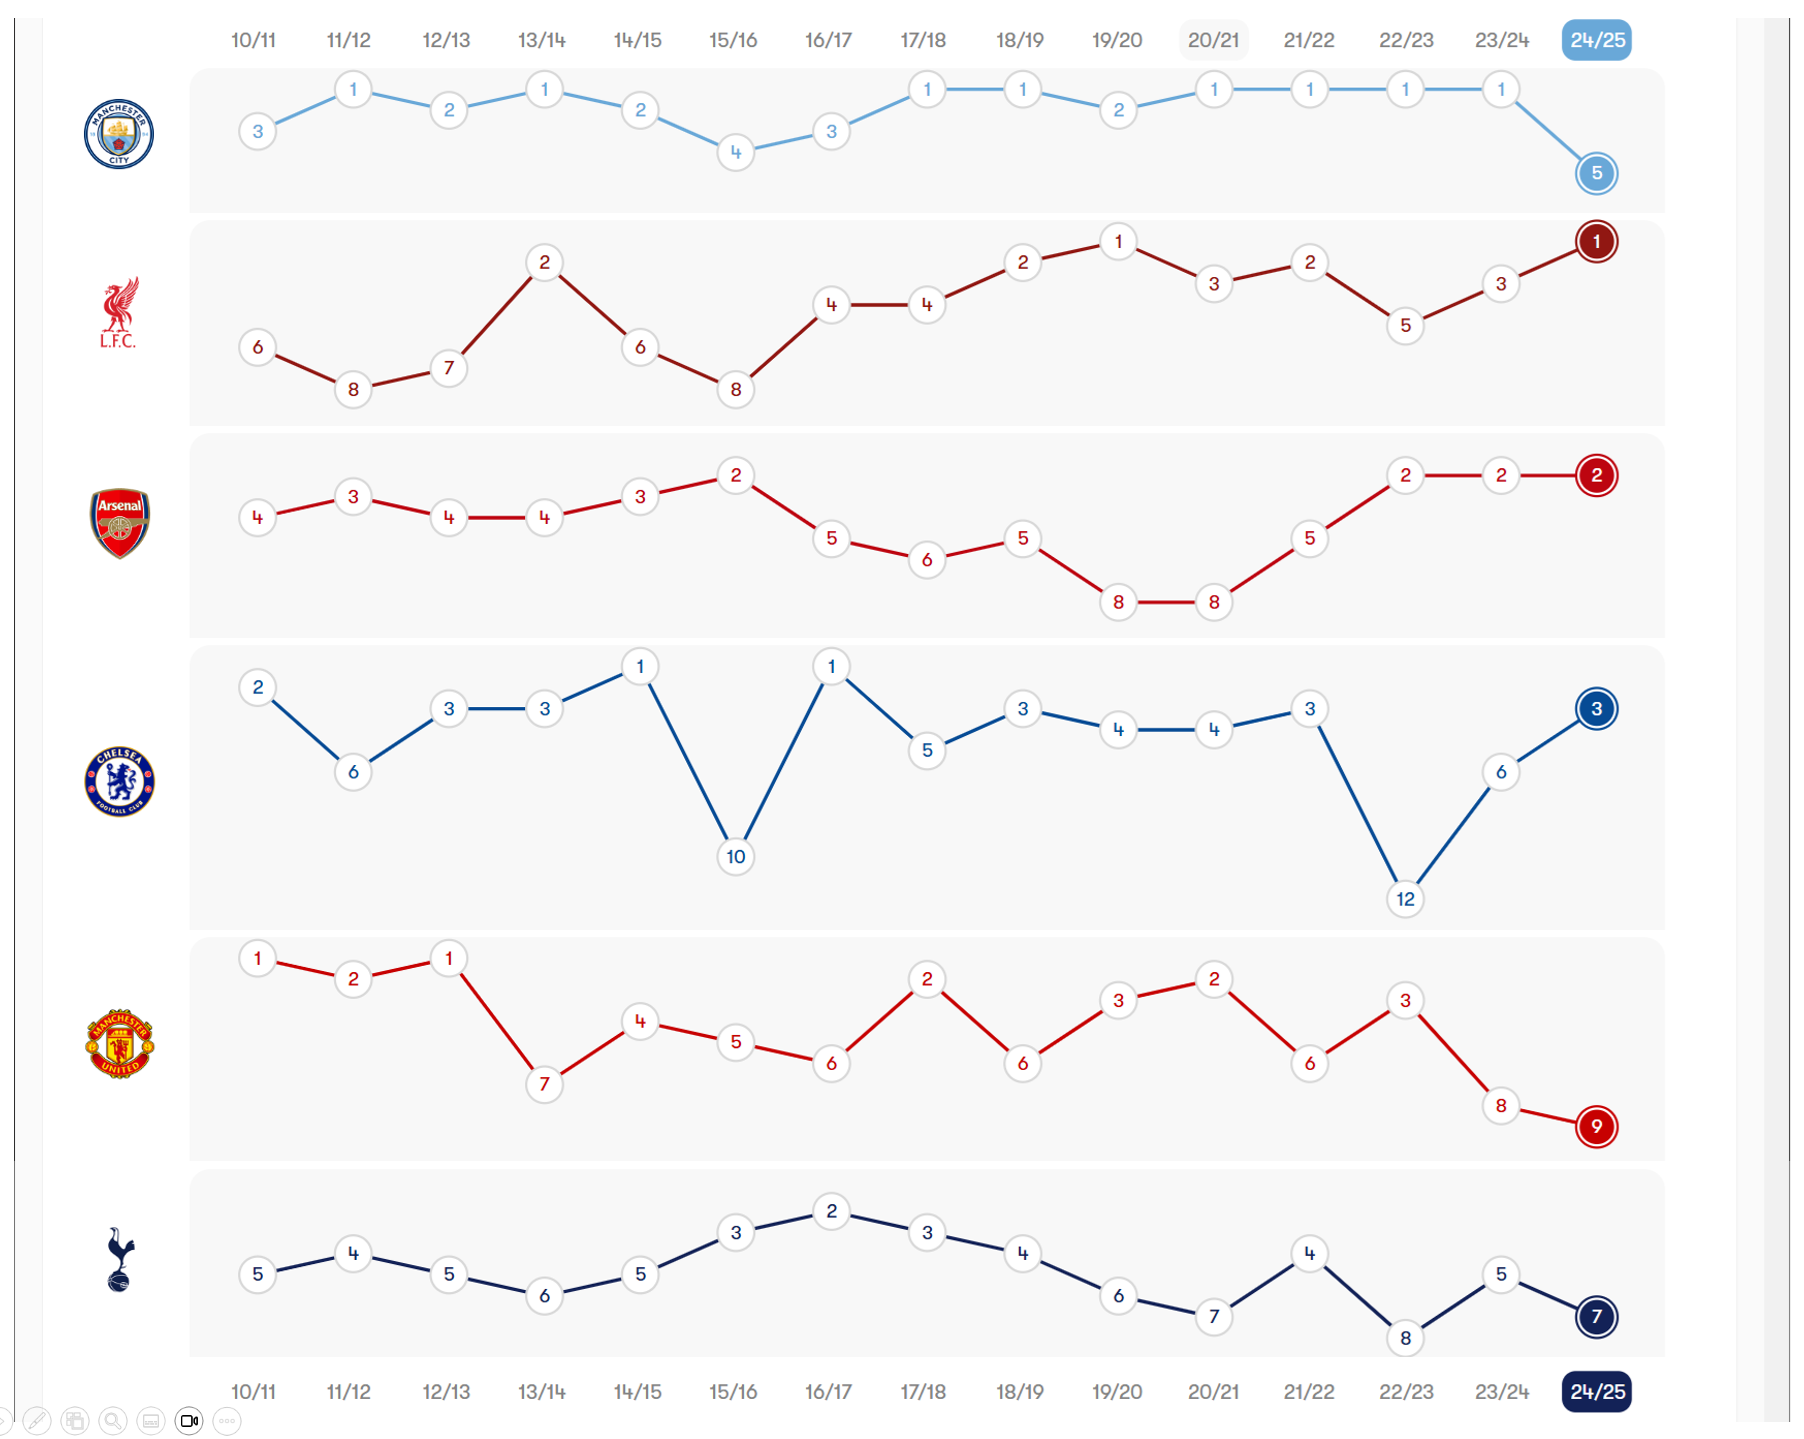 10/11 11/12 12/13 13/14 14/15 15/16 16/17 17/18 18/19 19/20 20/21 21/22 22/23 23/24 24/25
MANCHESTER
CITY
3 1 2 1 2 4 3 1 1 2 1 1 1 1 5
L.F.C.
6 8 7 2 6 8 4 4 2 1 3 2 5 3 1
Arsenal
4 3 4 4 3 2 5 6 5 8 8 5 2 2 2
CHELSEA
FOOTBALL CLUB
2 6 3 3 1 10 1 5 3 4 4 3 12 6 3
MANCHESTER
UNITED
1 2 1 7 4 5 6 2 6 3 2 6 3 8 9
5 4 5 6 5 3 2 3 4 6 7 4 8 5 7
10/11 11/12 12/13 13/14 14/15 15/16 16/17 17/18 18/19 19/20 20/21 21/22 22/23 23/24 24/25